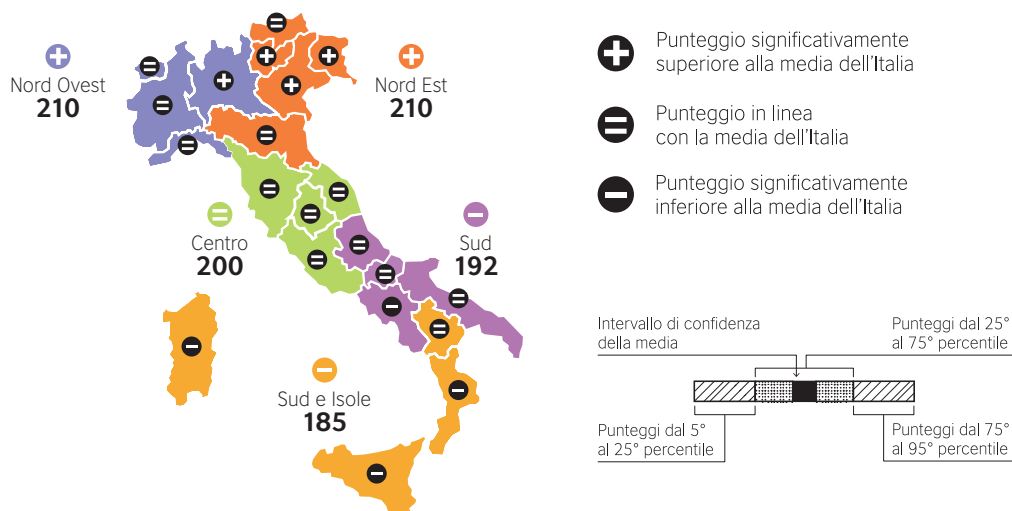 Nord Ovest
210
Nord Est
210
Centro
200
Sud
192
Sud e Isole
185
Punteggio significativamente
superiore alla media dell'Italia
Punteggio in linea
con la media dell'Italia
Punteggio significativamente
inferiore alla media dell'Italia
Intervallo di confidenza
della media
Punteggi dal 25°
al 75° percentile
Punteggi dal 5°
al 25° percentile
Punteggi dal 75°
al 95° percentile